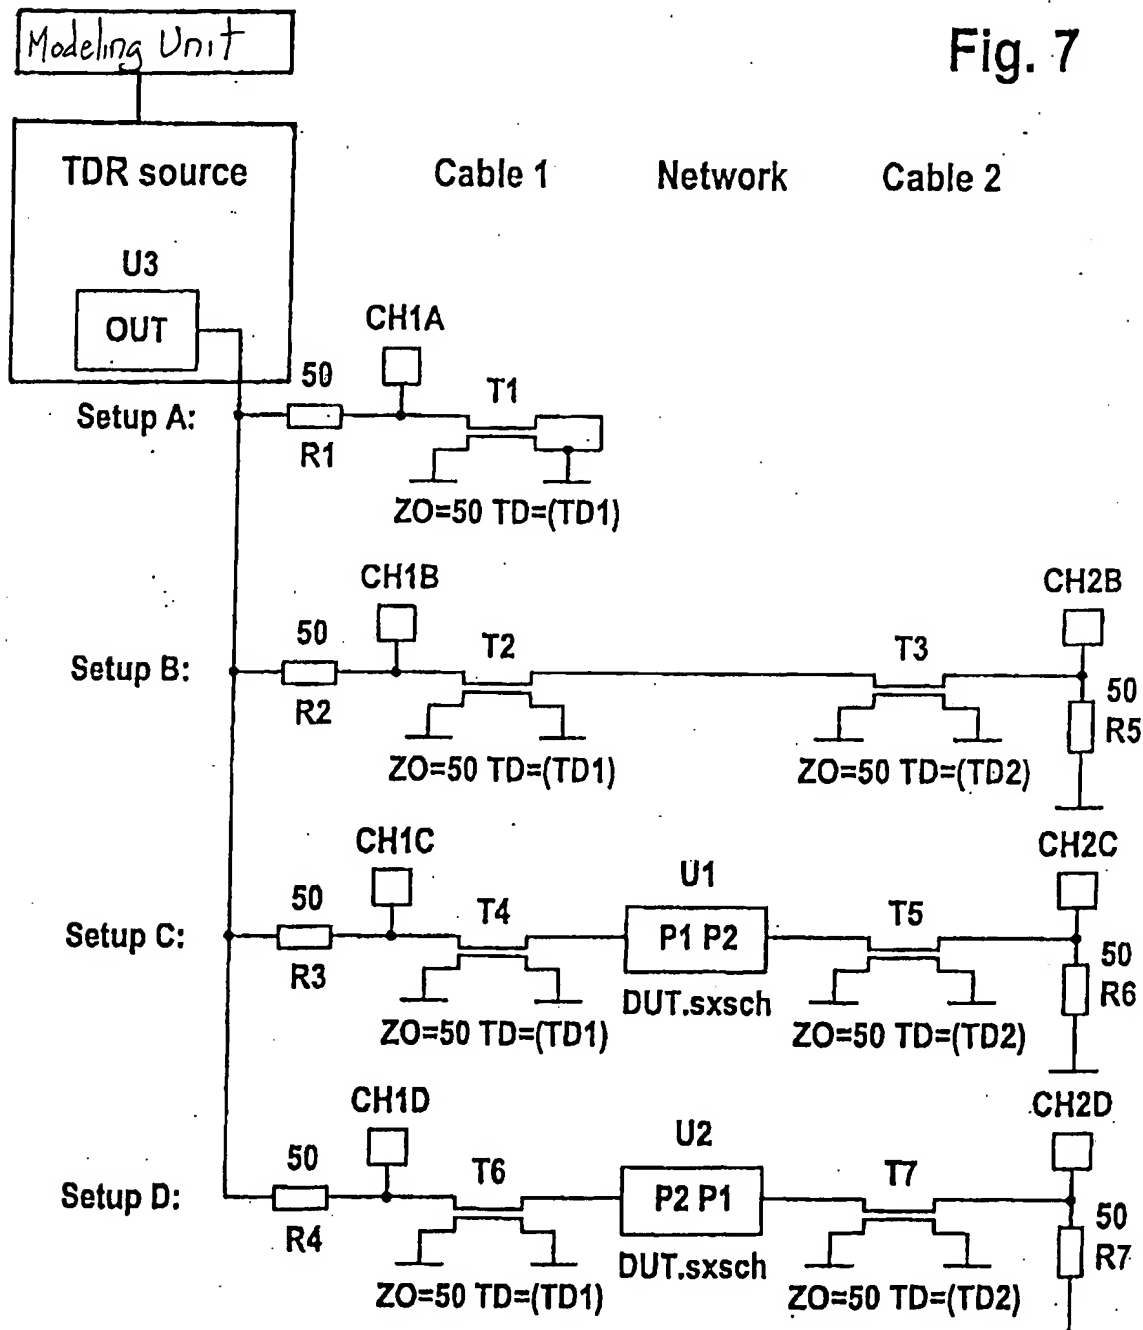 Modeling Unit
Fig. 7
TDR source
Cable 1
Network
Cable 2
U3
OUT
CH1A
50
T1
Setup A:
R1
ZO=50 TD=(TD1)
CH1B
CH2B
50
T2
T3
Setup B:
50
R2
R5
ZO=50 TD=(TD1)
ZO=50 TD=(TD2)
CH1C
CH2C
U1
50
T4
T5
Setup C:
P1 P2
50
R3
R6
DUT.sxsch
ZO=50 TD=(TD1)
ZO=50 TD=(TD2)
CH1D
CH2D
U2
50
T6
T7
Setup D:
P2 P1
50
R4
R7
DUT.sxsch
ZO=50 TD=(TD1)
ZO=50 TD=(TD2)